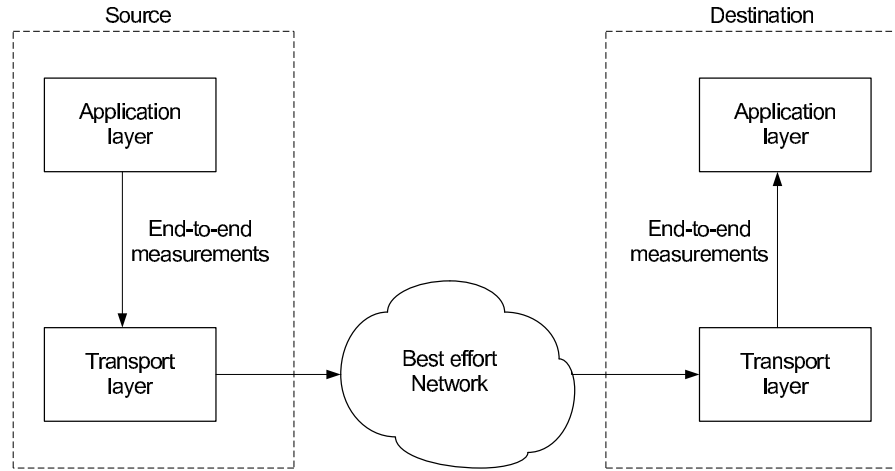 Source
Destination
Application
layer
Application
layer
End-to-end
measurements
End-to-end
measurements
Transport
layer
Best effort
Network
Transport
layer